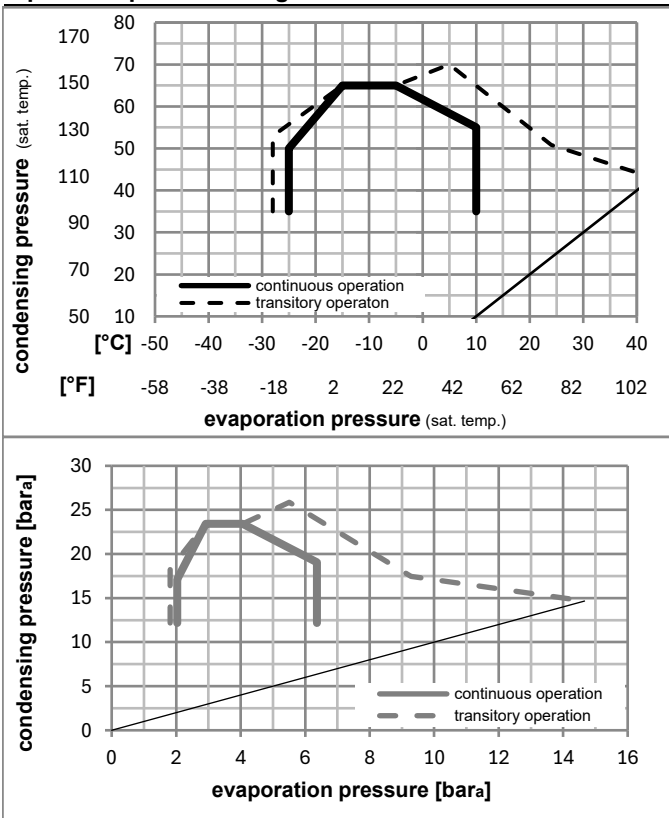 170 80
150 70
130 60
50
110 40
90 30
70 20
50 10
condensing pressure (sat. temp.)
continuous operation
transitory operaton
[°C] -50 -40 -30 -20 -10 0 10 20 30 40
[°F] -58 -38 -18 2 22 42 62 82 102
evaporation pressure (sat. temp.)
30
25
20
15
10
5
0
condensing pressure [bara]
continuous operation
transitory operation
0 2 4 6 8 10 12 14 16
evaporation pressure [bara]